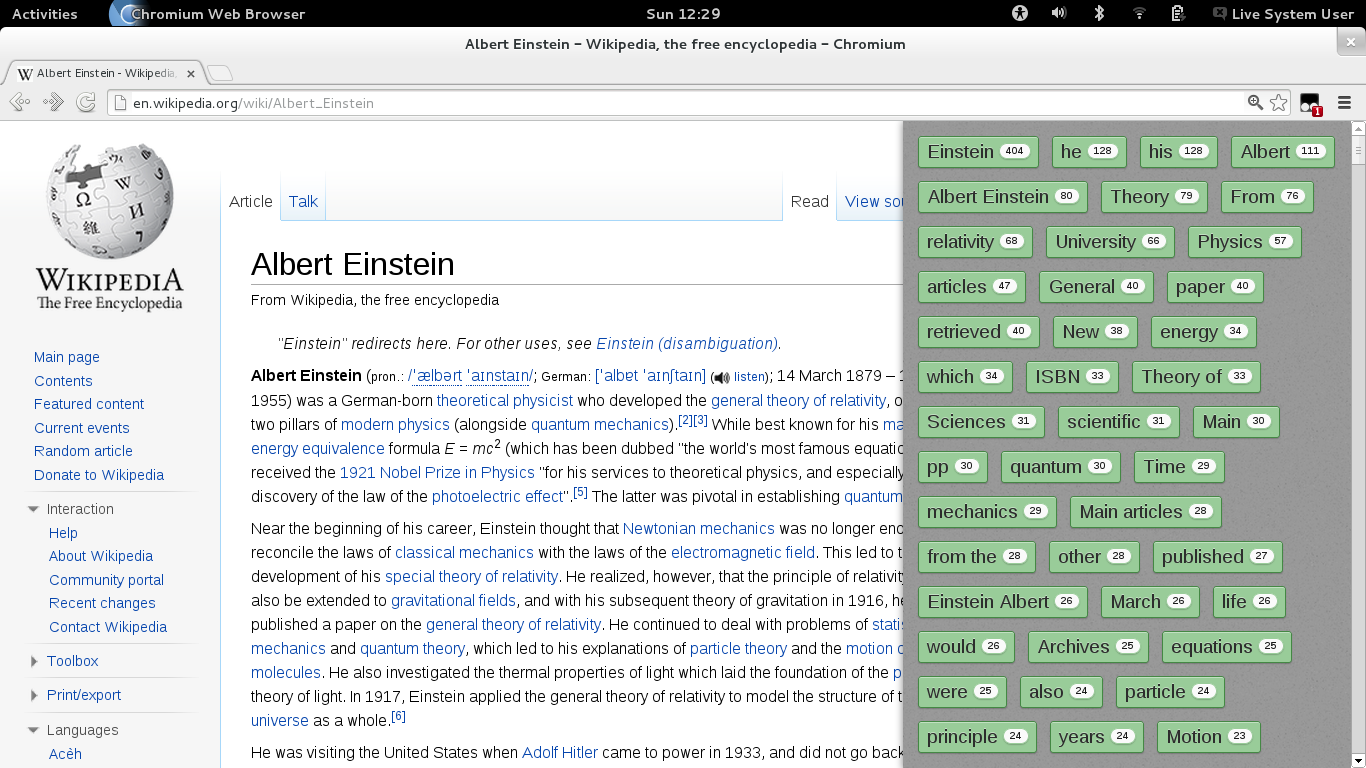 Activities Chromium Web Browser Sun 12:29 Live System User
Albert Einstein – Wikipedia, the free encyclopedia – Chromium
W Albert Einstein - Wikipedia,
en.wikipedia.org/wiki/Albert_Einstein
WIKIPEDIA
The Free Encyclopedia
Main page
Contents
Featured content
Current events
Random article
Donate to Wikipedia
Interaction
Help
About Wikipedia
Community portal
Recent changes
Contact Wikipedia
Toolbox
Print/export
Languages
Acèh
Article Talk Read View sou
Albert Einstein
From Wikipedia, the free encyclopedia
"Einstein" redirects here. For other uses, see Einstein (disambiguation).
Albert Einstein (pron.: /ˈælbərt ˈaɪnstaɪn/; German: [ˈalbɐt ˈaɪnʃtaɪn] ( listen); 14 March 1879 –
1955) was a German-born theoretical physicist who developed the general theory of relativity, o
two pillars of modern physics (alongside quantum mechanics).[2][3] While best known for his ma
energy equivalence formula E = mc2 (which has been dubbed "the world's most famous equatio
received the 1921 Nobel Prize in Physics "for his services to theoretical physics, and especially
discovery of the law of the photoelectric effect".[5] The latter was pivotal in establishing quantum
Near the beginning of his career, Einstein thought that Newtonian mechanics was no longer eno
reconcile the laws of classical mechanics with the laws of the electromagnetic field. This led to t
development of his special theory of relativity. He realized, however, that the principle of relativity
also be extended to gravitational fields, and with his subsequent theory of gravitation in 1916, he
published a paper on the general theory of relativity. He continued to deal with problems of statis
mechanics and quantum theory, which led to his explanations of particle theory and the motion o
molecules. He also investigated the thermal properties of light which laid the foundation of the p
theory of light. In 1917, Einstein applied the general theory of relativity to model the structure of t
universe as a whole.[6]
He was visiting the United States when Adolf Hitler came to power in 1933, and did not go back
Einstein 404 he 128 his 128 Albert 111
Albert Einstein 80 Theory 79 From 76
relativity 68 University 66 Physics 57
articles 47 General 40 paper 40
retrieved 40 New 38 energy 34
which 34 ISBN 33 Theory of 33
Sciences 31 scientific 31 Main 30
pp 30 quantum 30 Time 29
mechanics 29 Main articles 28
from the 28 other 28 published 27
Einstein Albert 26 March 26 life 26
would 26 Archives 25 equations 25
were 25 also 24 particle 24
principle 24 years 24 Motion 23